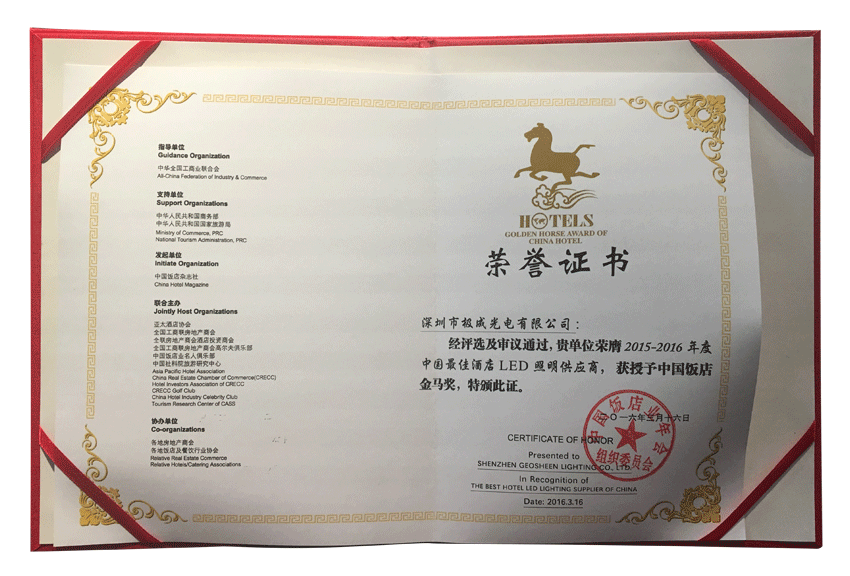 指导单位
Guidance Organization
中华全国工商业联合会
All-China Federation of Industry & Commerce
支持单位
Support Organizations
中华人民共和国商务部
中华人民共和国国家旅游局
Ministry of Commerce, PRC
National Tourism Administration, PRC
发起单位
Initiate Organization
中国饭店杂志社
China Hotel Magazine
联合主办
Jointly Host Organizations
亚太酒店协会
全国工商联房地产商会
全联房地产商会酒店投资商会
全国工商联房地产商会高尔夫俱乐部
中国饭店业名人俱乐部
中国社科院旅游研究中心
Asia Pacific Hotel Association
China Real Estate Chamber of Commerce(CRECC)
Hotel Investors Association of CRECC
CRECC Golf Club
China Hotel Industry Celebrity Club
Tourism Research Center of CASS
协办单位
Co-organizations
各地房地产商会
各地饭店及餐饮行业协会
Relative Real Estate Commerce
Relative Hotels/Catering Associations
HOTELS
GOLDEN HORSE AWARD OF
CHINA HOTEL
荣誉证书
深圳市极成光电有限公司：
经评选及审议通过, 贵单位荣膺 2015-2016 年度
中国最佳酒店 LED 照明供应商， 获授予中国饭店
金马奖，特颁此证。
二〇一六年三月十六日
中国饭店业年会
组织委员会
CERTIFICATE OF HONOR
Presented to
SHENZHEN GEOSHEEN LIGHTING CO., LTD.
In Recognition of
THE BEST HOTEL LED LIGHTING SUPPLIER OF CHINA
Date: 2016.3.16